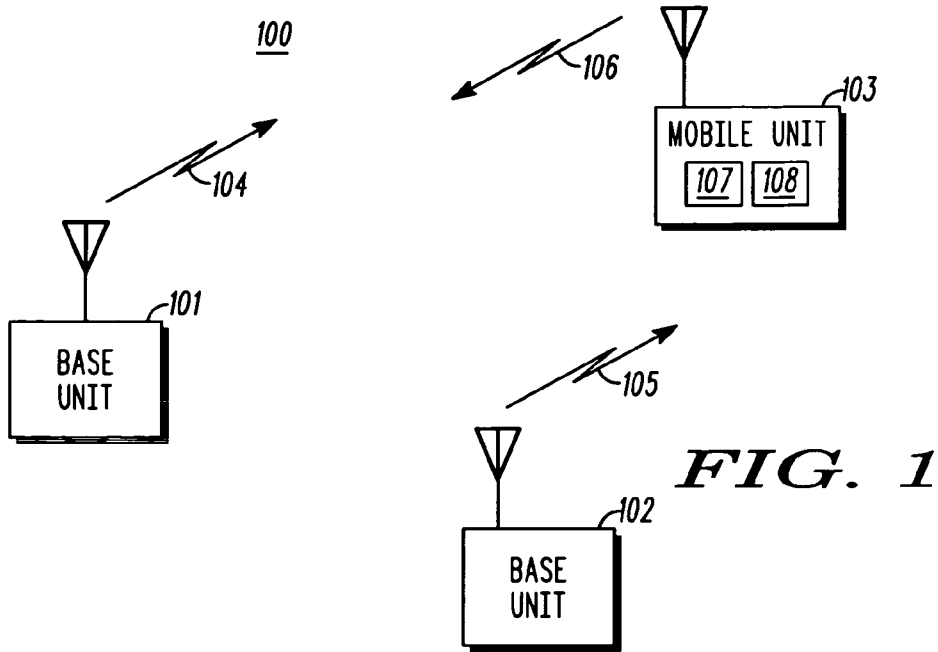 100
106
103
MOBILE UNIT
107 108
104
101
BASE
UNIT
105
FIG. 1
102
BASE
UNIT